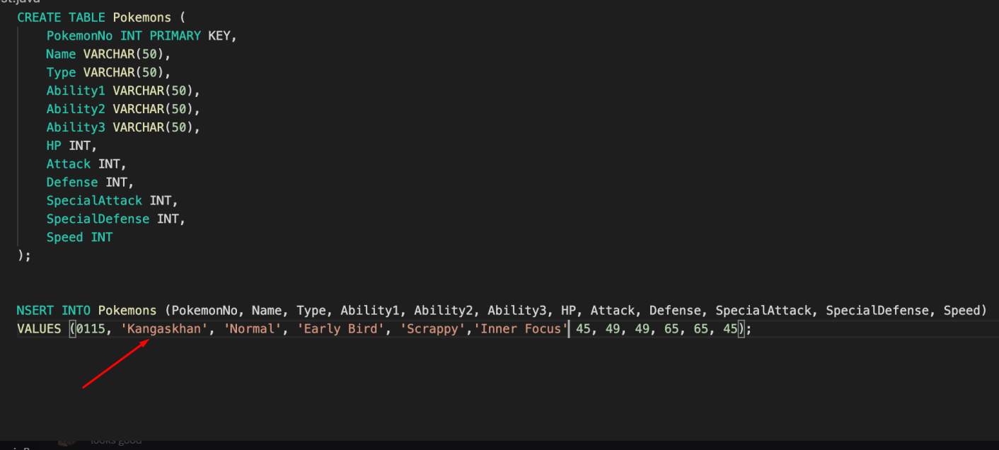 CREATE TABLE Pokemons (
PokemonNo INT PRIMARY KEY,
Name VARCHAR(50),
Type VARCHAR(50),
Ability1 VARCHAR(50),
Ability2 VARCHAR(50),
Ability3 VARCHAR(50),
HP INT,
Attack INT,
Defense INT,
SpecialAttack INT,
SpecialDefense INT,
Speed INT
);
NSERT INTO Pokemons (PokemonNo, Name, Type, Ability1, Ability2, Ability3, HP, Attack, Defense, SpecialAttack, SpecialDefense, Speed)
VALUES (0115, 'Kangaskhan', 'Normal', 'Early Bird', 'Scrappy','Inner Focus' 45, 49, 49, 65, 65, 45);
looks good